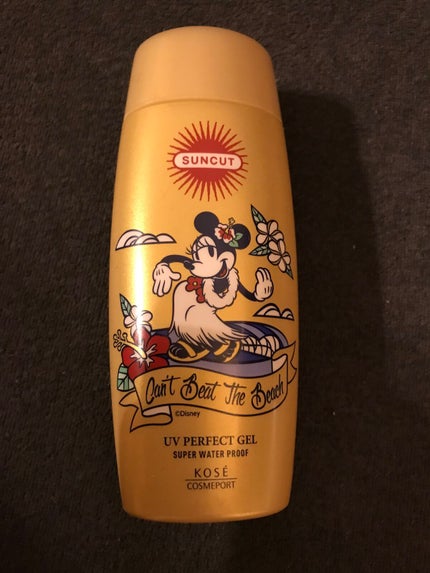 SUNCUT
Can't Beat The Beach
©Disney
UV PERFECT GEL
SUPER WATER PROOF
KOSÉ
COSMEPORT